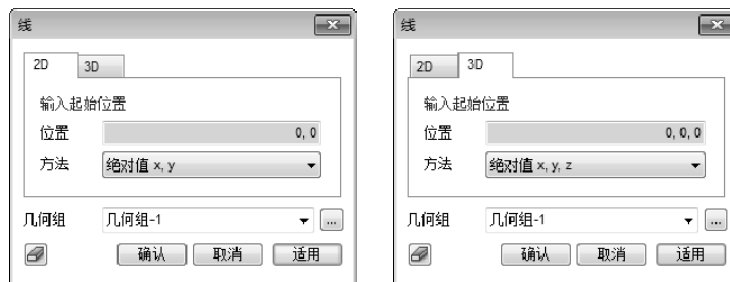 线
2D 3D
输入起始位置
位置 0, 0
方法 绝对值 x, y
几何组 几何组-1 ...
确认 取消 适用
线
2D 3D
输入起始位置
位置 0, 0, 0
方法 绝对值 x, y, z
几何组 几何组-1 ...
确认 取消 适用